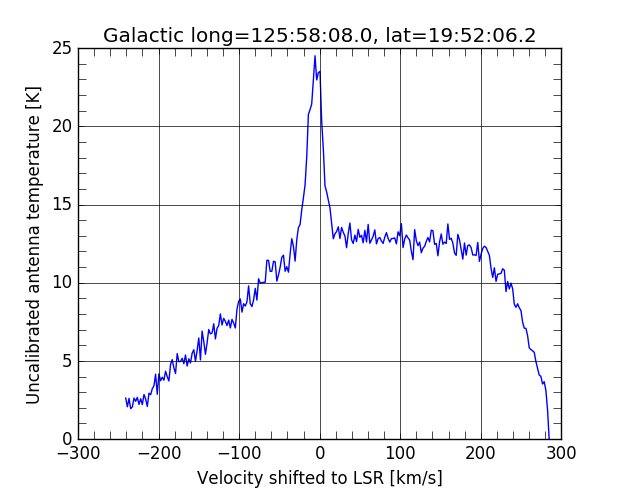 Galactic long=125:58:08.0, lat=19:52:06.2
Uncalibrated antenna temperature [K]
25
20
15
10
5
0
−300 −200 −100 0 100 200 300
Velocity shifted to LSR [km/s]